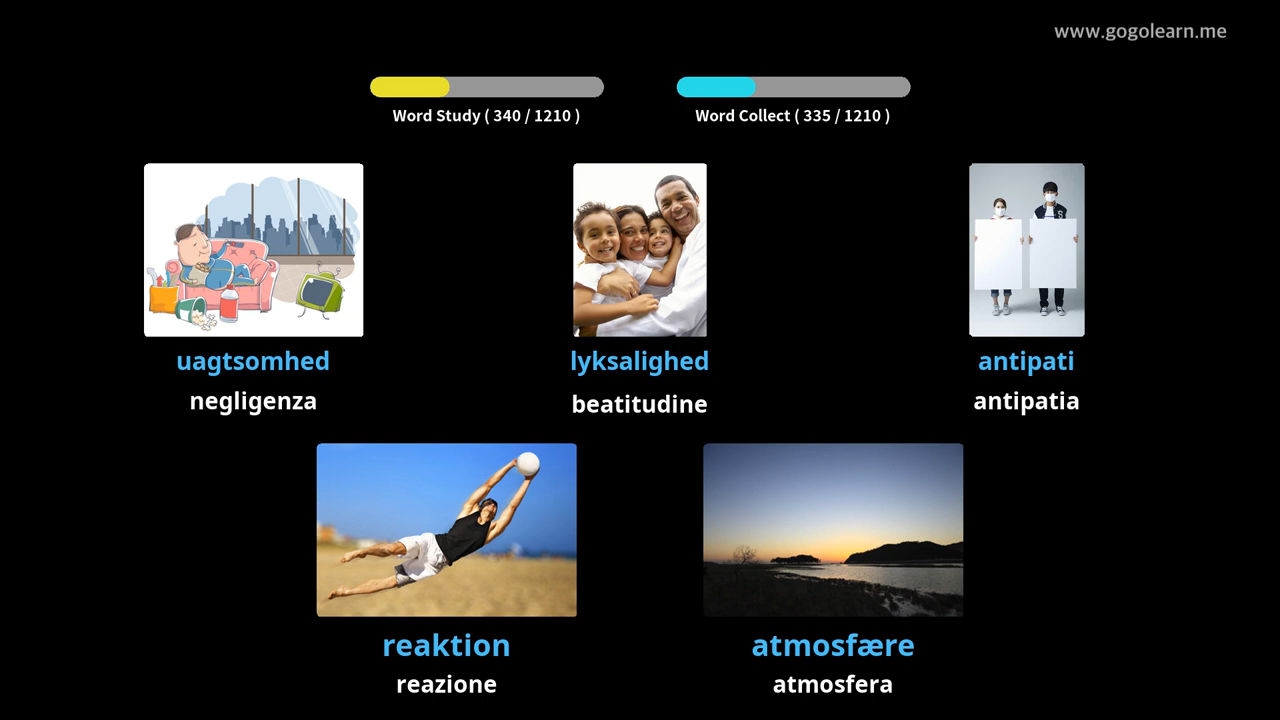 www.gogolearn.me
Word Study ( 340 / 1210 )
Word Collect ( 335 / 1210 )
uagtsomhed
negligenza
lyksalighed
beatitudine
antipati
antipatia
reaktion
reazione
atmosfære
atmosfera